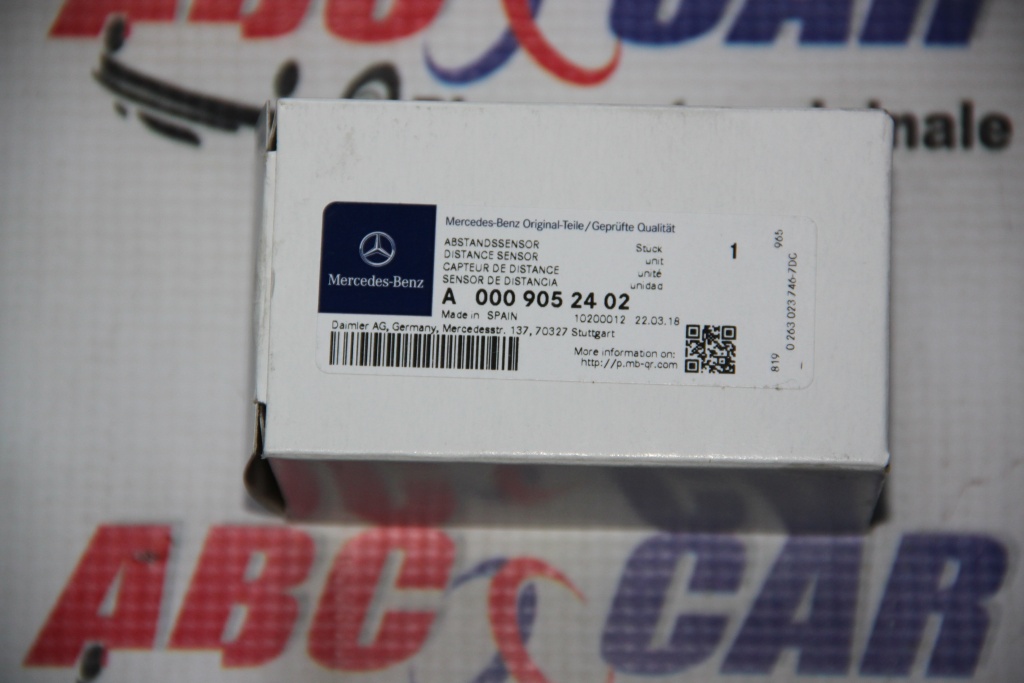 ABC CAR
Mercedes-Benz
Mercedes-Benz Original-Teile/Geprüfte Qualität
ABSTANDSSENSOR
DISTANCE SENSOR
CAPTEUR DE DISTANCE
SENSOR DE DISTANCIA
Stuck
unit
unité
unidad
1
A 000 905 24 02
Made in SPAIN 10200012 22.03.18
Daimler AG, Germany, Mercedesstr. 137, 70327 Stuttgart
More information on:
http://p.mb-qr.com
819 965
0 263 023 746-7DC
ABC CAR